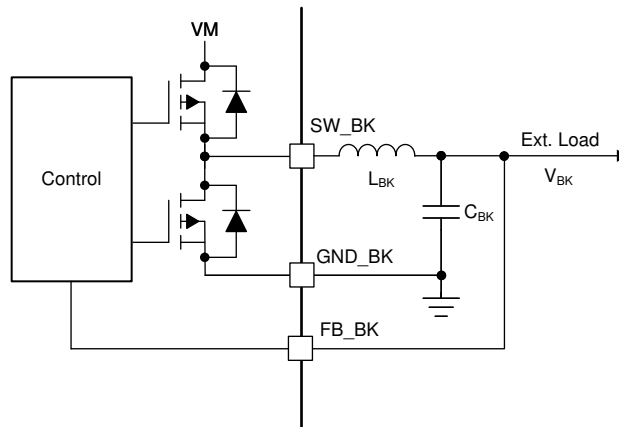 VM
SW_BK
Ext. Load
Control
L_BK
V_BK
C_BK
GND_BK
FB_BK